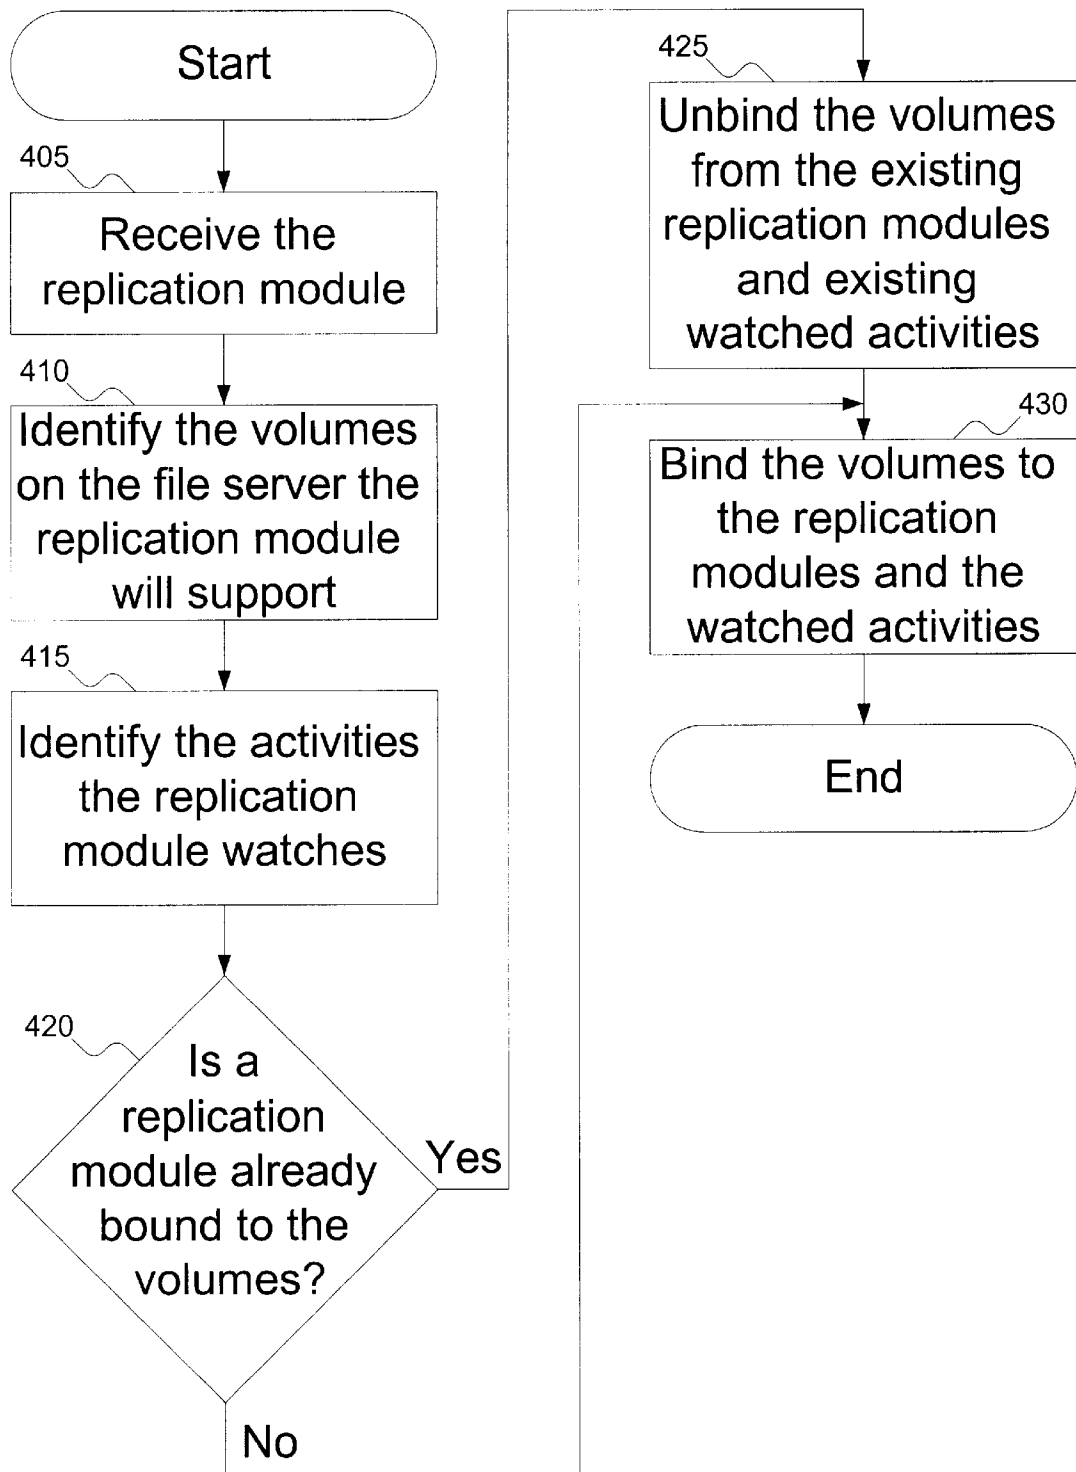 Start
405
Receive the
replication module
410
Identify the volumes
on the file server the
replication module
will support
415
Identify the activities
the replication
module watches
420
Is a
replication
module already
bound to the
volumes?
Yes
No
425
Unbind the volumes
from the existing
replication modules
and existing
watched activities
430
Bind the volumes to
the replication
modules and the
watched activities
End